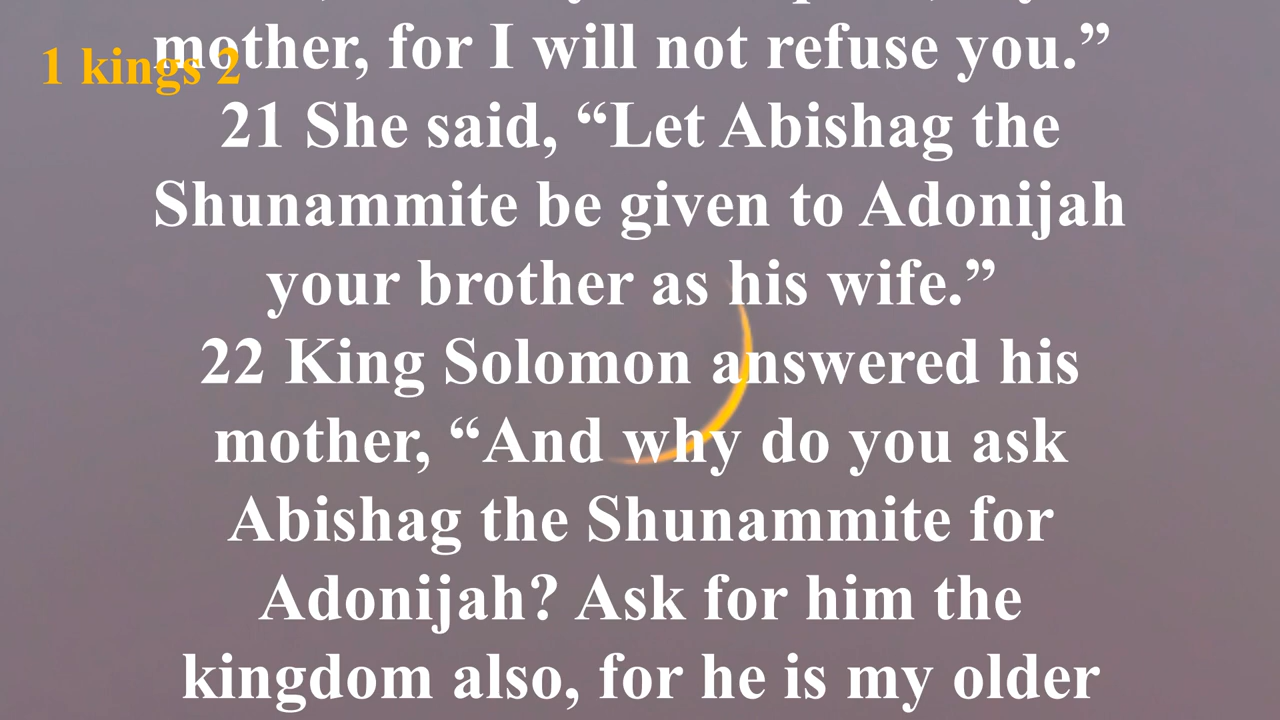 1 kings 2
mother, for I will not refuse you.”
21 She said, “Let Abishag the
Shunammite be given to Adonijah
your brother as his wife.”
22 King Solomon answered his
mother, “And why do you ask
Abishag the Shunammite for
Adonijah? Ask for him the
kingdom also, for he is my older